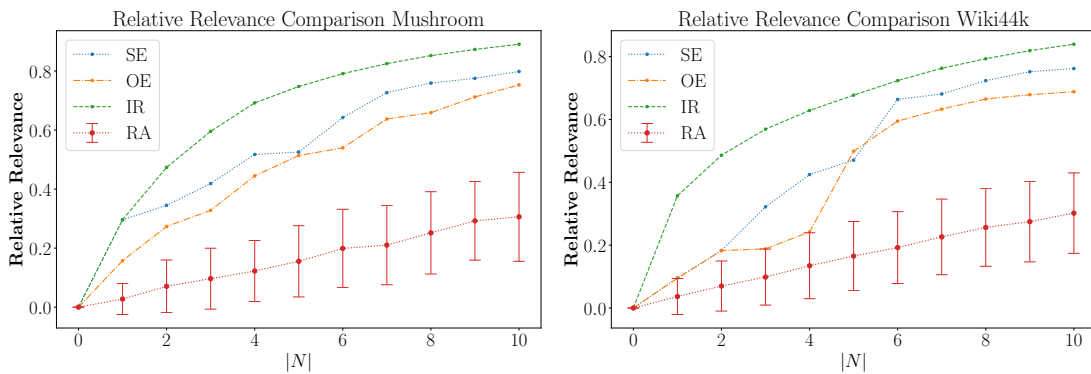 Relative Relevance Comparison Mushroom
SE
OE
IR
RA
Relative Relevance
0.8
0.6
0.4
0.2
0.0
0 2 4 6 8 10
|N|
Relative Relevance Comparison Wiki44k
SE
OE
IR
RA
Relative Relevance
0.8
0.6
0.4
0.2
0.0
0 2 4 6 8 10
|N|